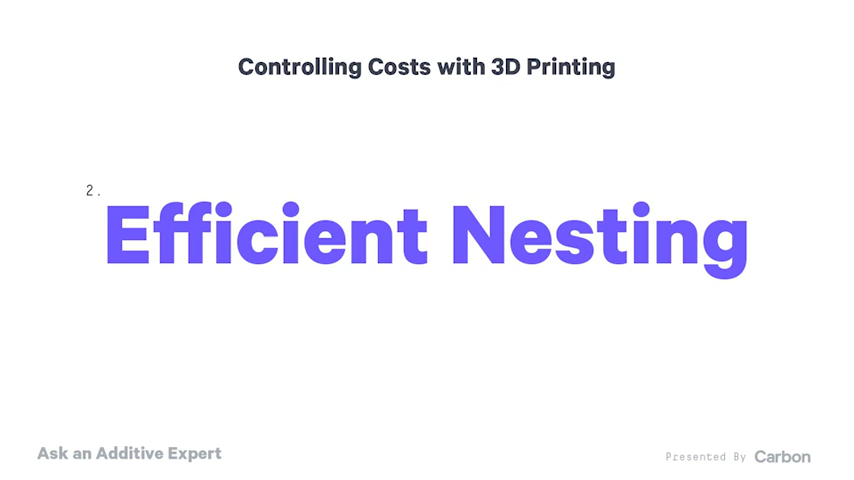 Controlling Costs with 3D Printing
2.
Efficient Nesting
Ask an Additive Expert
Presented By Carbon